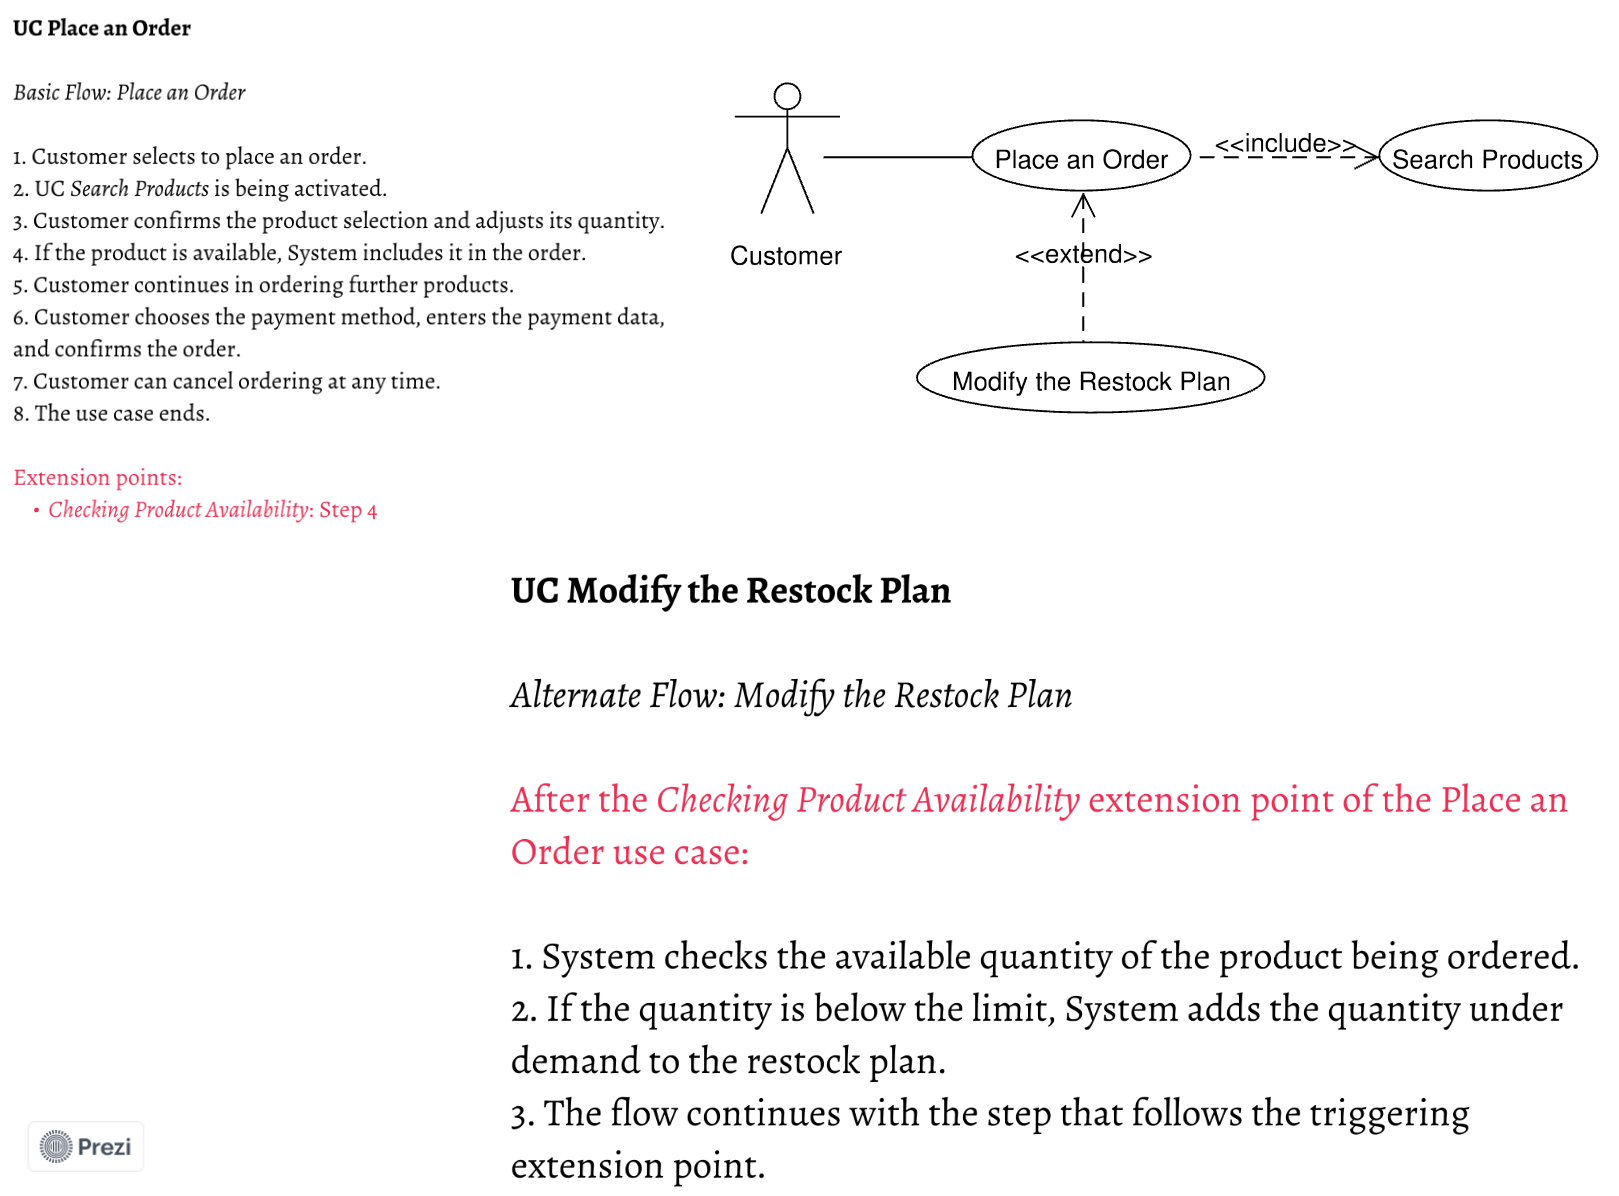 UC Place an Order
Basic Flow: Place an Order
1. Customer selects to place an order.
2. UC Search Products is being activated.
3. Customer confirms the product selection and adjusts its quantity.
4. If the product is available, System includes it in the order.
5. Customer continues in ordering further products.
6. Customer chooses the payment method, enters the payment data,
and confirms the order.
7. Customer can cancel ordering at any time.
8. The use case ends.
Extension points:
• Checking Product Availability: Step 4
Customer
Place an Order
<<include>>
Search Products
<<extend>>
Modify the Restock Plan
UC Modify the Restock Plan
Alternate Flow: Modify the Restock Plan
After the Checking Product Availability extension point of the Place an
Order use case:
1. System checks the available quantity of the product being ordered.
2. If the quantity is below the limit, System adds the quantity under
demand to the restock plan.
3. The flow continues with the step that follows the triggering
extension point.
Prezi